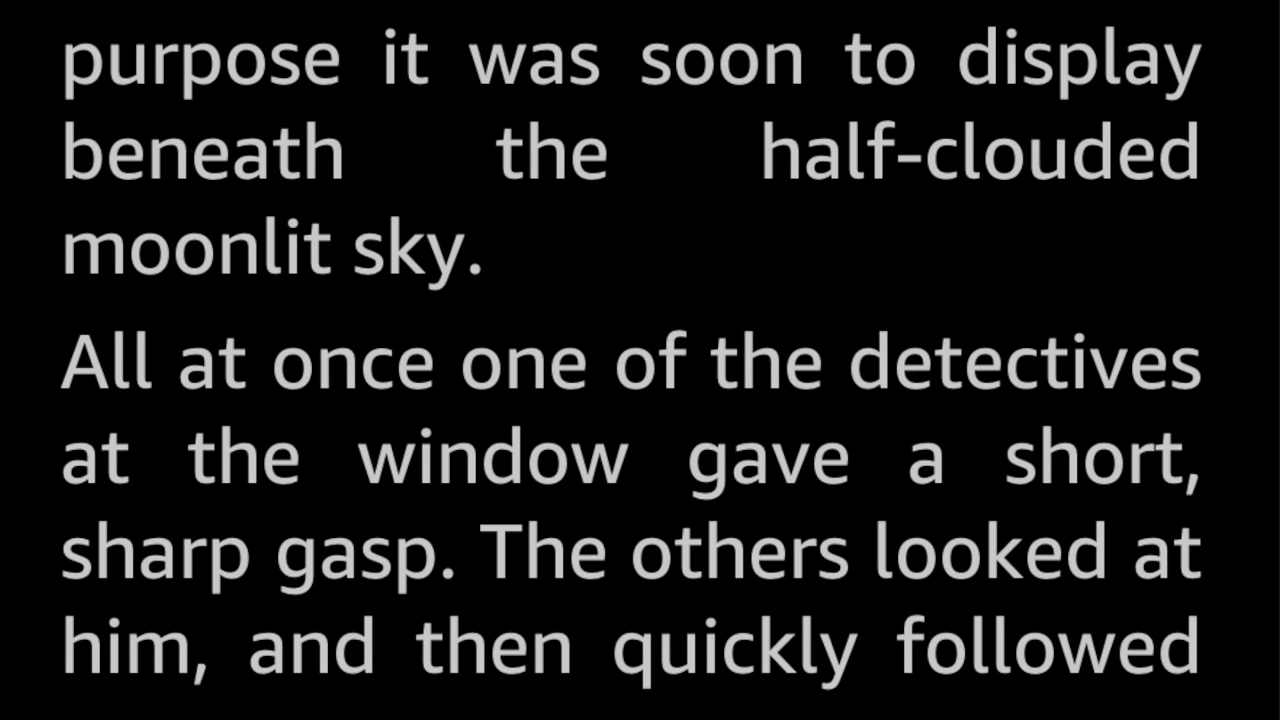 purpose it was soon to display
beneath the half-clouded
moonlit sky.
All at once one of the detectives
at the window gave a short,
sharp gasp. The others looked at
him, and then quickly followed